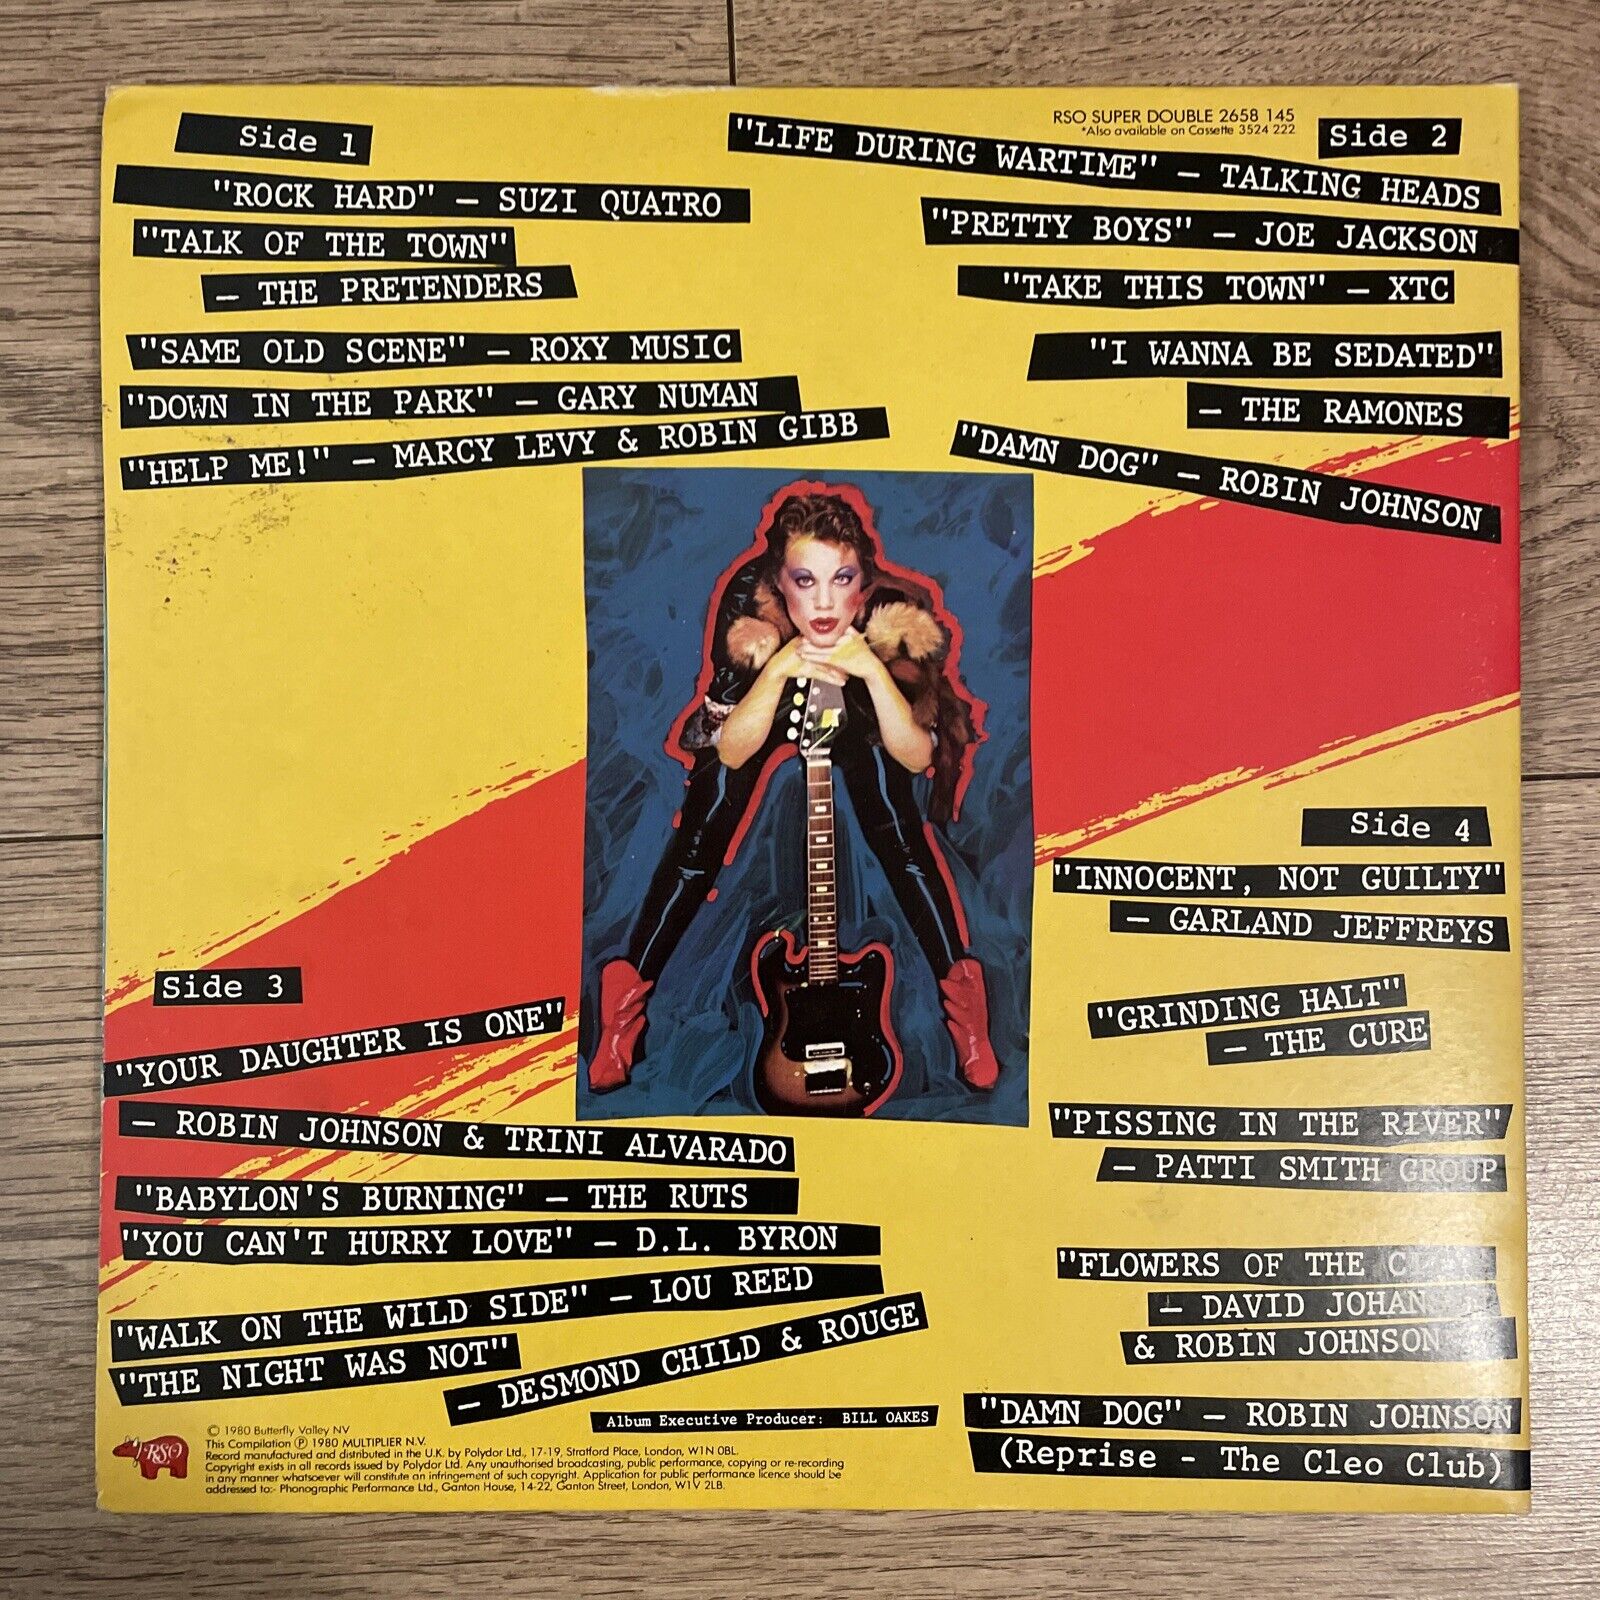 RSO SUPER DOUBLE 2658 145
*Also available on Cassette 3524 222
Side 1
"ROCK HARD" — SUZI QUATRO
"TALK OF THE TOWN"
— THE PRETENDERS
"SAME OLD SCENE" — ROXY MUSIC
"DOWN IN THE PARK" — GARY NUMAN
"HELP ME!" — MARCY LEVY & ROBIN GIBB
Side 2
"LIFE DURING WARTIME" — TALKING HEADS
"PRETTY BOYS" — JOE JACKSON
"TAKE THIS TOWN" — XTC
"I WANNA BE SEDATED"
— THE RAMONES
"DAMN DOG" — ROBIN JOHNSON
Side 3
"YOUR DAUGHTER IS ONE"
— ROBIN JOHNSON & TRINI ALVARADO
"BABYLON'S BURNING" — THE RUTS
"YOU CAN'T HURRY LOVE" — D.L. BYRON
"WALK ON THE WILD SIDE" — LOU REED
"THE NIGHT WAS NOT"
— DESMOND CHILD & ROUGE
Side 4
"INNOCENT, NOT GUILTY"
— GARLAND JEFFREYS
"GRINDING HALT"
— THE CURE
"PISSING IN THE RIVER"
— PATTI SMITH GROUP
"FLOWERS OF THE
— DAVID
& ROBIN JOHNSON
"DAMN DOG" — ROBIN JOHNSON
(Reprise - The Cleo Club)
Album Executive Producer: BILL OAKES
RSO
© 1980 Butterfly Valley NV
This Compilation ℗ 1980 MULTIPLIER N.V.
Record manufactured and distributed in the U.K. by Polydor Ltd., 17-19, Stratford Place, London, W1N 0BL.
Copyright exists in all records issued by Polydor Ltd. Any unauthorised broadcasting, public performance, copying or re-recording
in any manner whatsoever will constitute an infringement of such copyright. Application for public performance licence should be
addressed to:- Phonographic Performance Ltd., Ganton House, 14-22, Ganton Street, London, W1V 2LB.